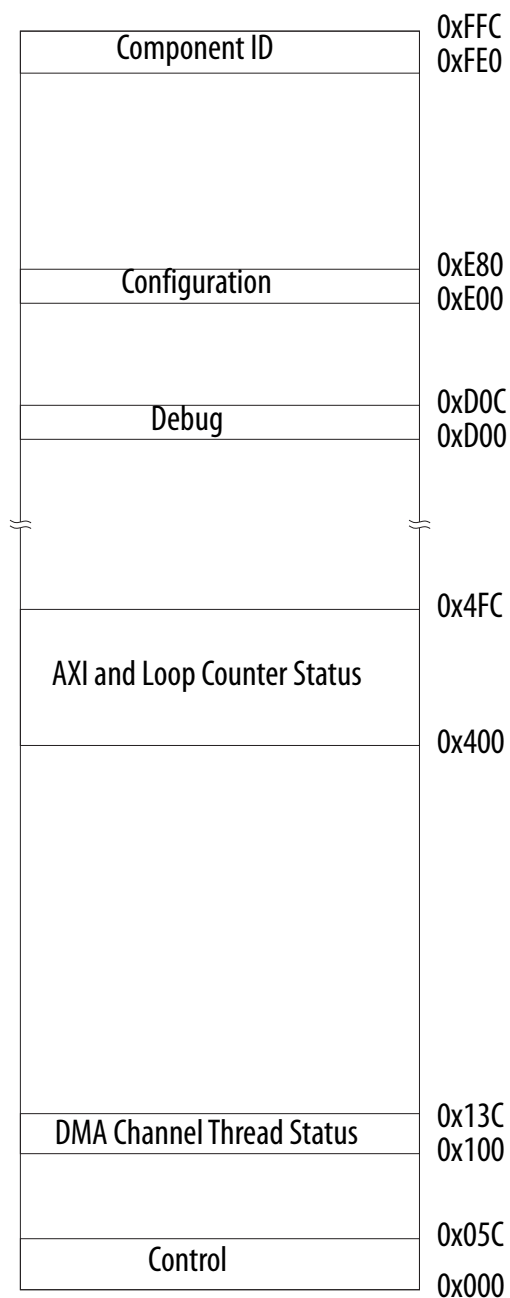 0xFFC
Component ID
0xFE0
0xE80
Configuration
0xE00
0xD0C
Debug
0xD00
0x4FC
AXI and Loop Counter Status
0x400
0x13C
DMA Channel Thread Status
0x100
0x05C
Control
0x000